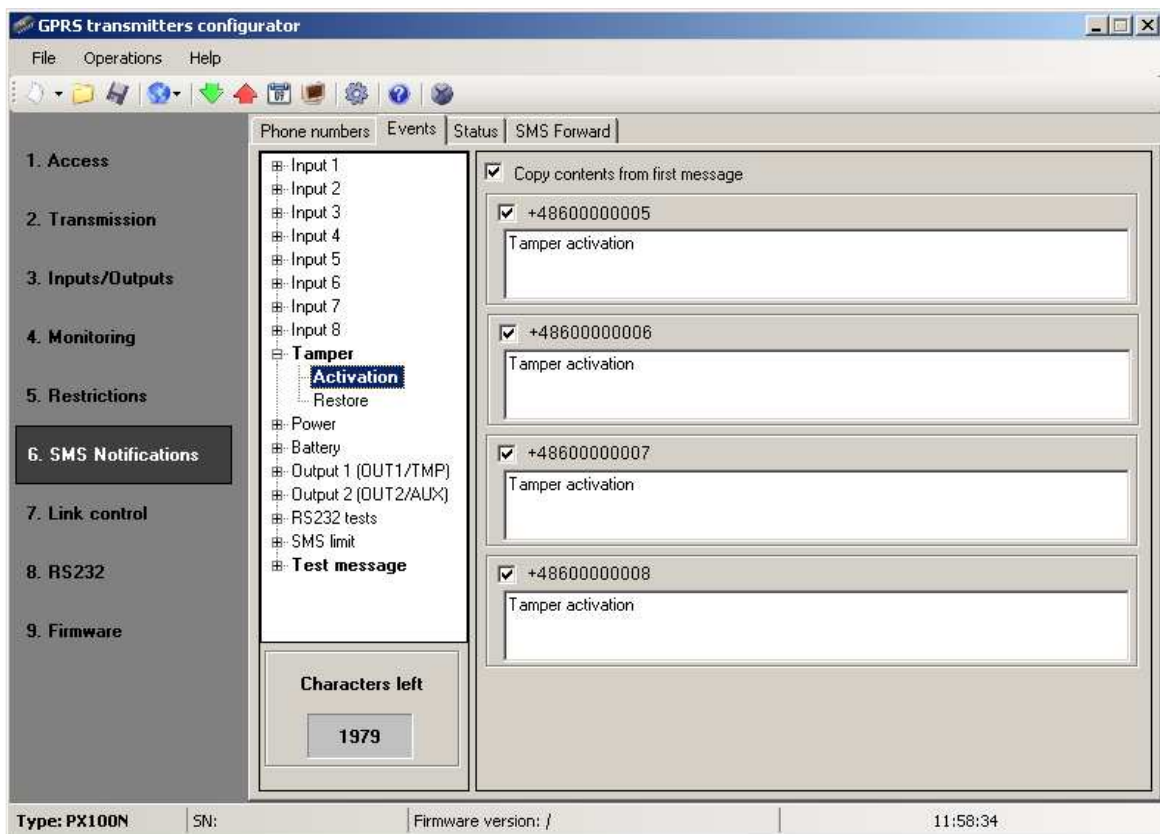 GPRS transmitters configurator
File Operations Help
Phone numbers Events Status SMS Forward
1. Access
2. Transmission
3. Inputs/Outputs
4. Monitoring
5. Restrictions
6. SMS Notifications
7. Link control
8. RS232
9. Firmware
Input 1
Input 2
Input 3
Input 4
Input 5
Input 6
Input 7
Input 8
Tamper
Activation
Restore
Power
Battery
Output 1 (OUT1/TMP)
Output 2 (OUT2/AUX)
RS232 tests
SMS limit
Test message
Characters left
1979
Copy contents from first message
+48600000005
Tamper activation
+48600000006
Tamper activation
+48600000007
Tamper activation
+48600000008
Tamper activation
Type: PX100N SN: Firmware version: / 11:58:34